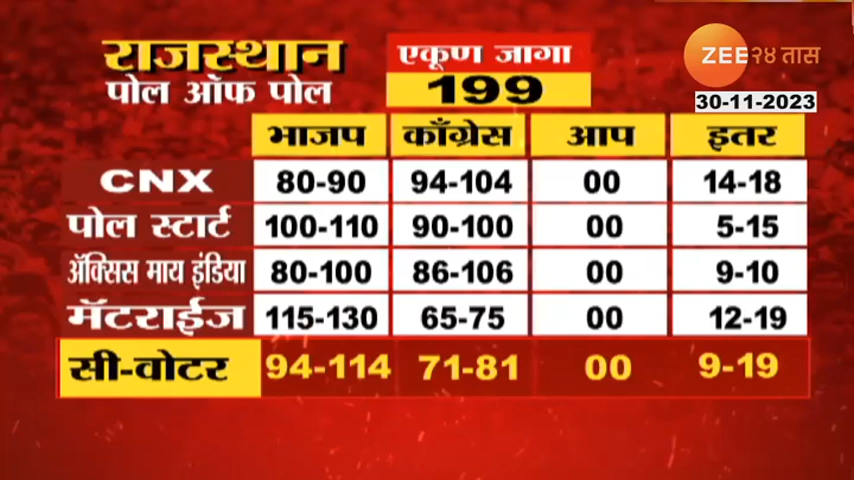 राजस्थान
पोल ऑफ पोल
एकूण जागा
199
ZEE २४ तास
30-11-2023
भाजप काँग्रेस आप इतर
CNX 80-90 94-104 00 14-18
पोल स्टार्ट 100-110 90-100 00 5-15
ॲक्सिस माय इंडिया 80-100 86-106 00 9-10
मॅटराईज 115-130 65-75 00 12-19
सी-वोटर 94-114 71-81 00 9-19